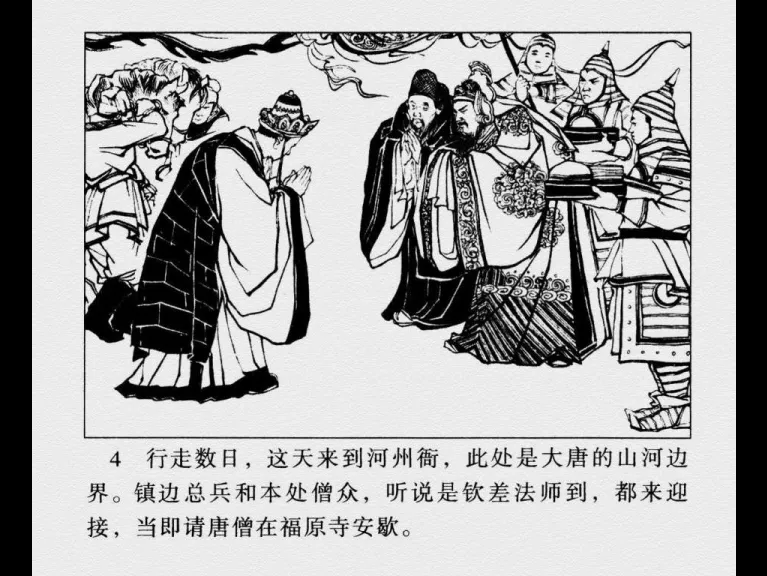 4 行走数日，这天来到河州衙，此处是大唐的山河边
界。镇边总兵和本处僧众，听说是钦差法师到，都来迎
接，当即请唐僧在福原寺安歇。